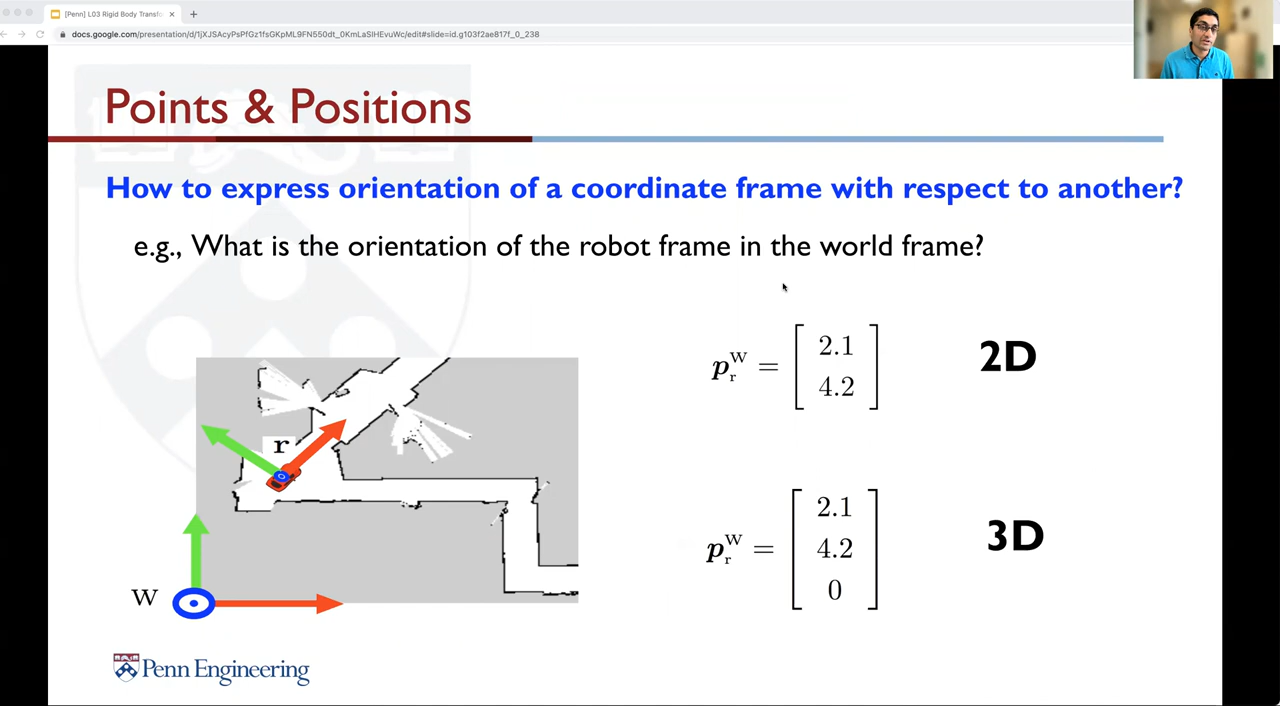 [Penn] L03 Rigid Body Transfo
docs.google.com/presentation/d/1jXJSAcyPsPfGz1fsGKpML9FN550dt_0KmLaSIHEvuWc/edit#slide=id.g103f2ae817f_0_238
Points & Positions
How to express orientation of a coordinate frame with respect to another?
e.g., What is the orientation of the robot frame in the world frame?
p_r^w = [2.1 4.2]
2D
r
p_r^w = [2.1 4.2 0]
3D
w
Penn Engineering